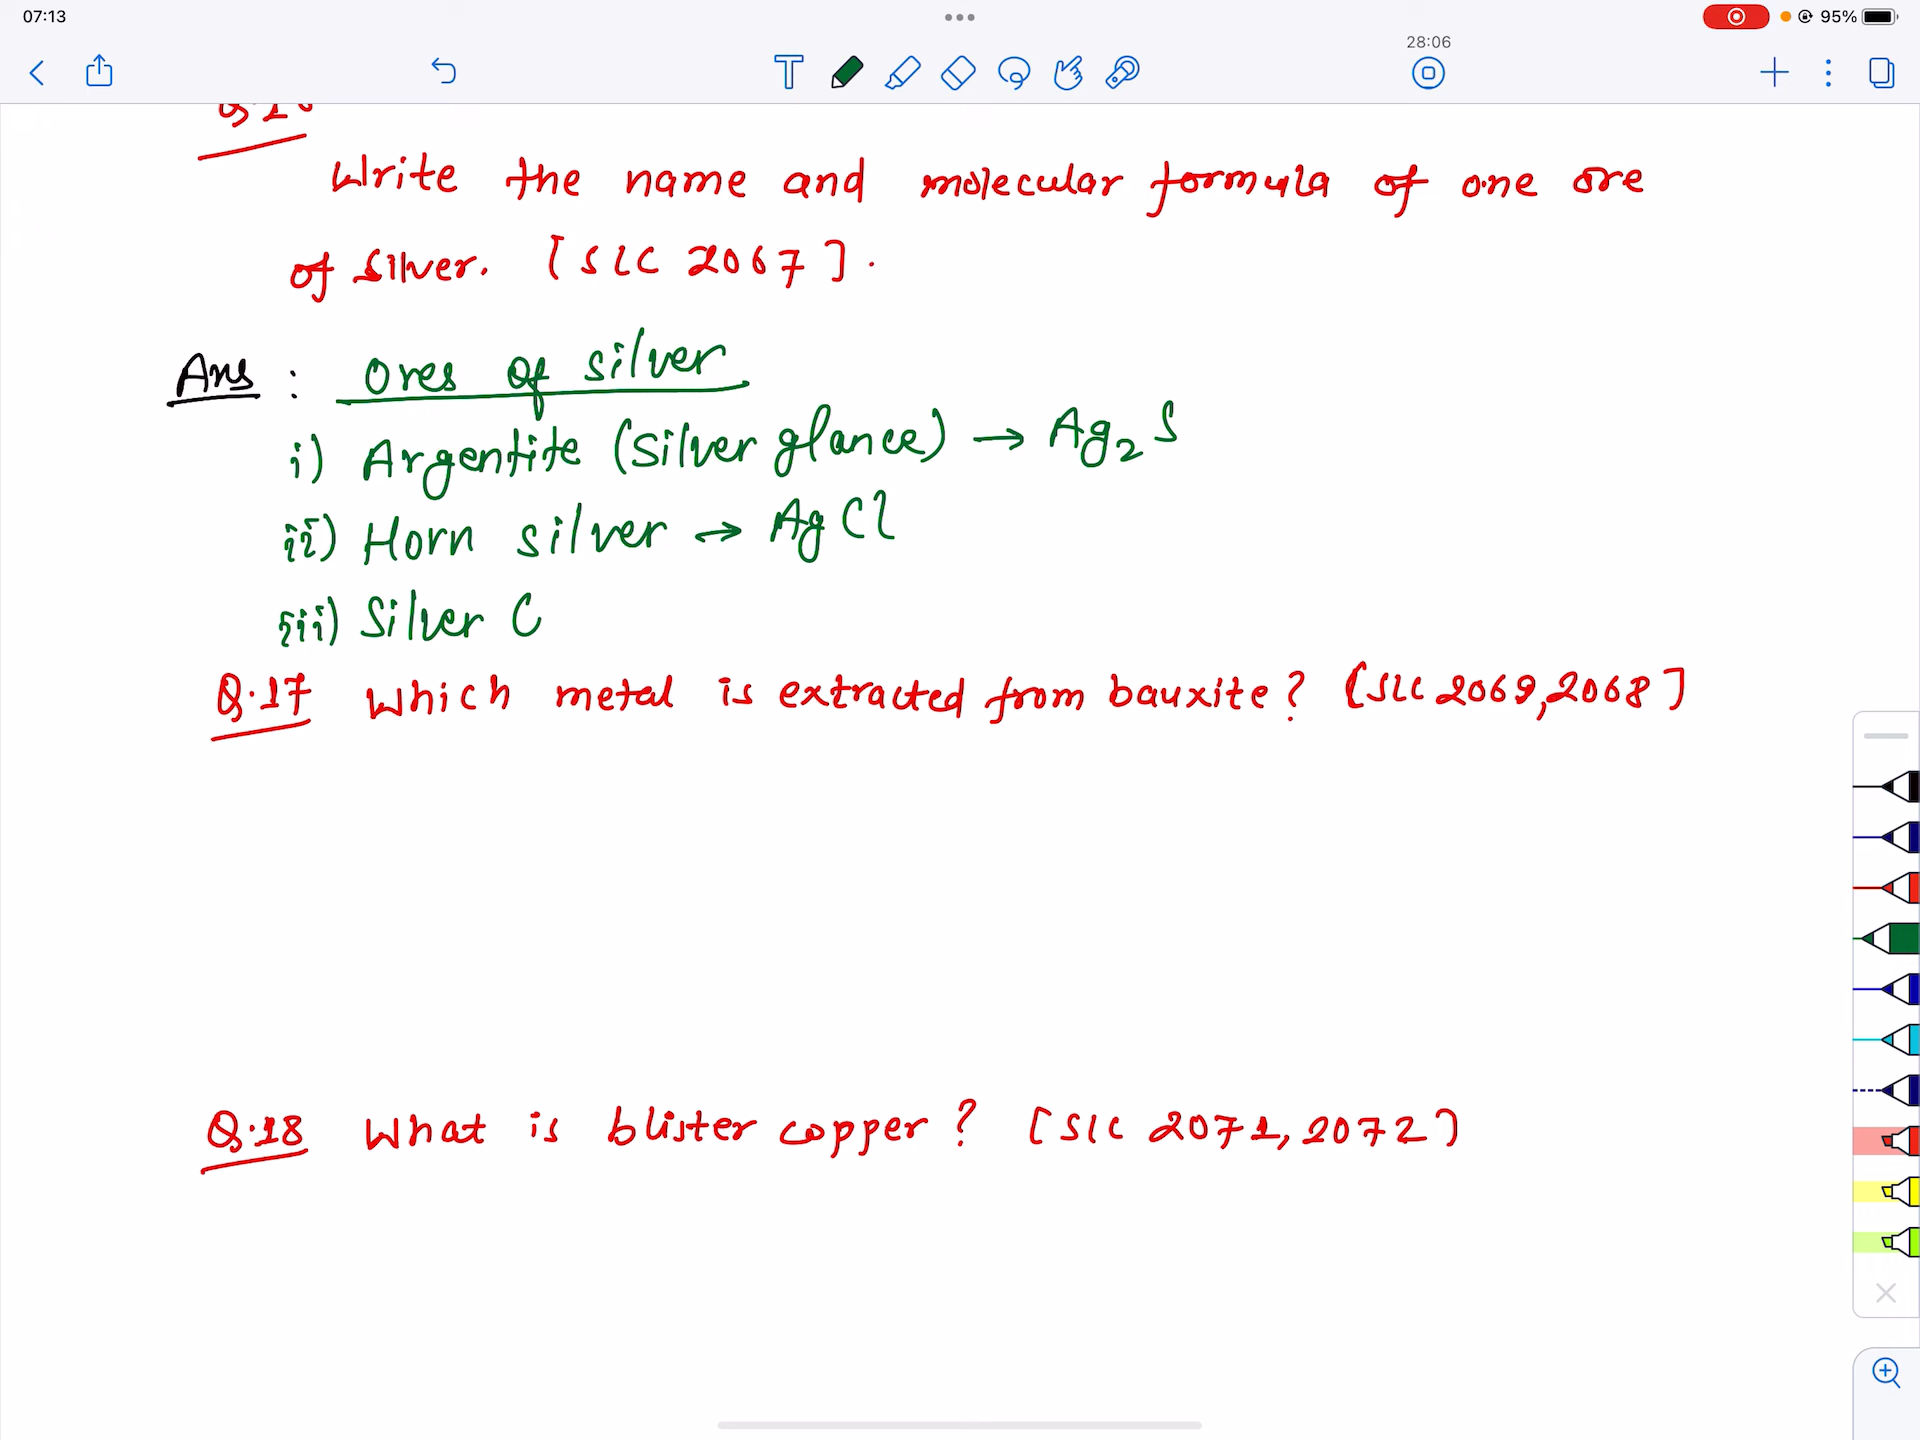 07:13
95%
28:06
T
Write the name and molecular formula of one ore
of silver. [SLC 2067].
Ans : Ores of silver
i) Argentite (Silver glance) → Ag₂S
ii) Horn silver → AgCl
iii) Silver C
Q.17 Which metal is extracted from bauxite? [SLC 2069,2068]
Q.18 What is blister copper? [SLC 2071, 2072]